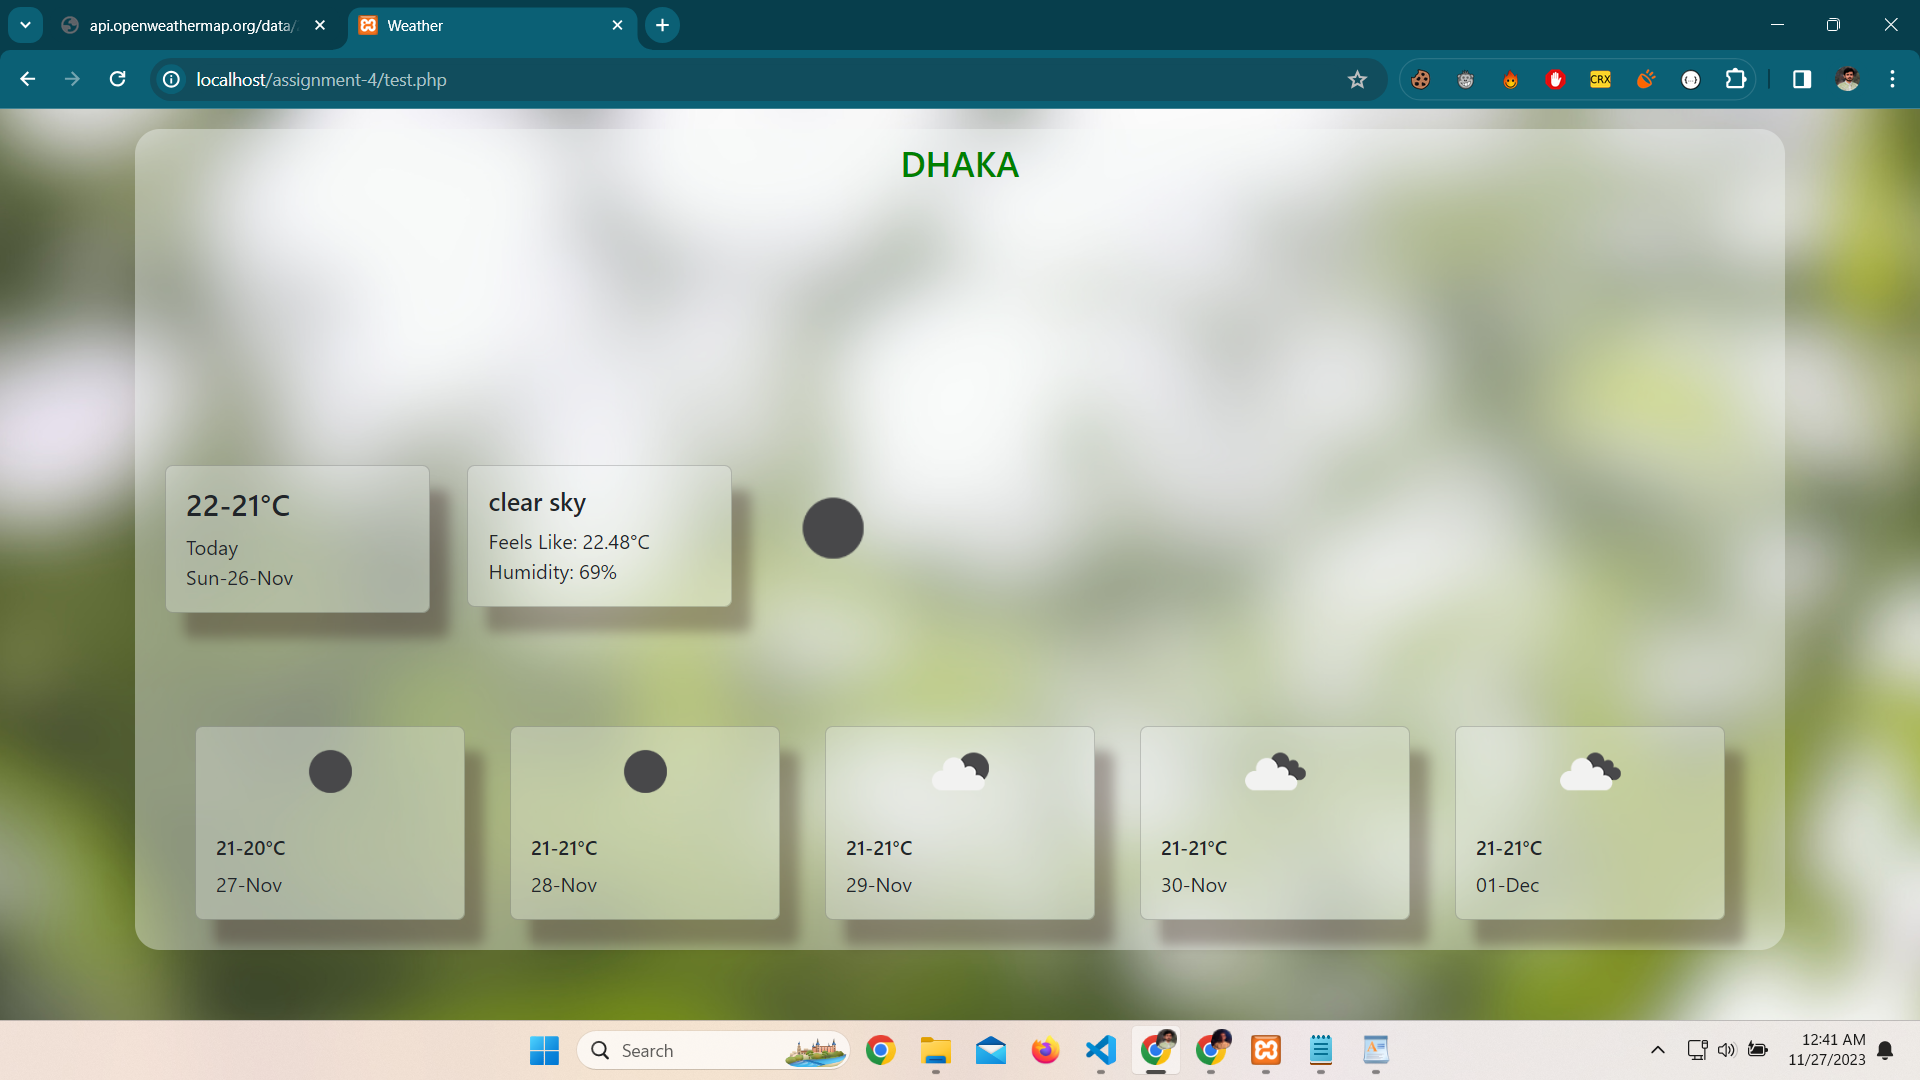 api.openweathermap.org/data/
Weather
localhost/assignment-4/test.php
CRX
DHAKA
22-21°C
Today
Sun-26-Nov
clear sky
Feels Like: 22.48°C
Humidity: 69%
21-20°C
27-Nov
21-21°C
28-Nov
21-21°C
29-Nov
21-21°C
30-Nov
21-21°C
01-Dec
Search
12:41 AM
11/27/2023